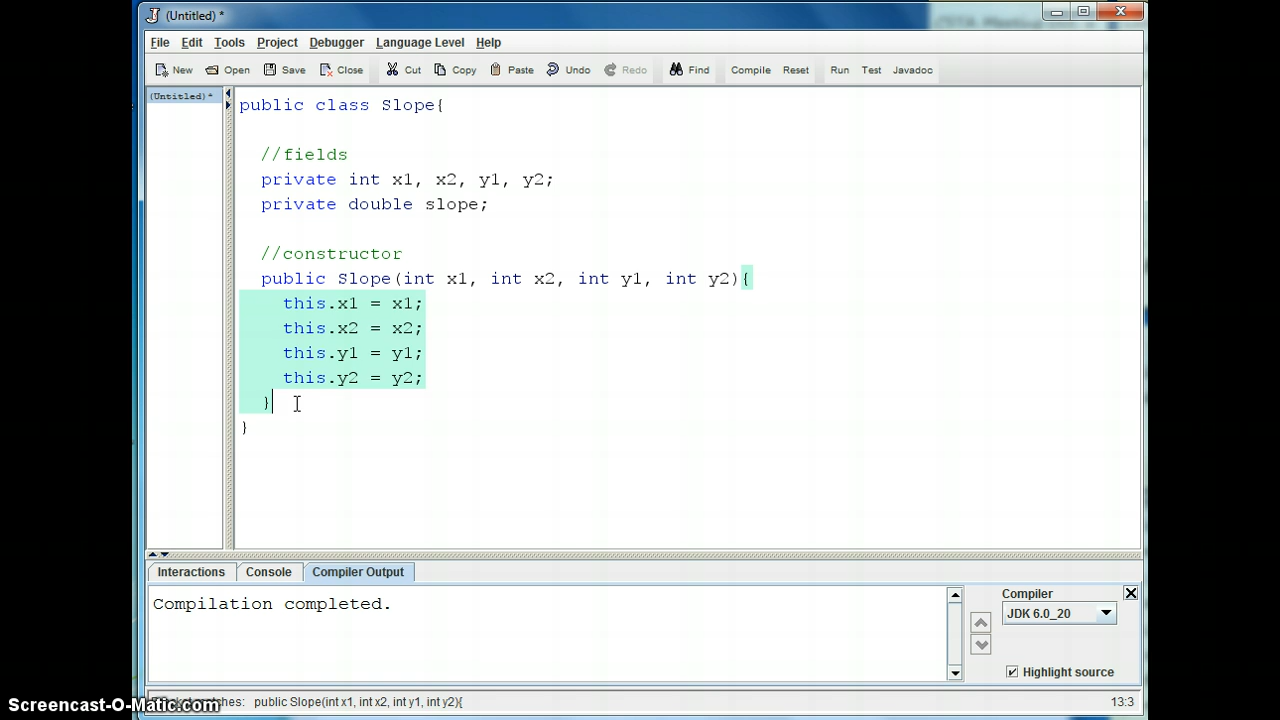 (Untitled) *
File Edit Tools Project Debugger Language Level Help
New Open Save Close Cut Copy Paste Undo Redo Find Compile Reset Run Test Javadoc
(Untitled)*
public class Slope{
//fields
private int x1, x2, y1, y2;
private double slope;
//constructor
public Slope(int x1, int x2, int y1, int y2){
this.x1 = x1;
this.x2 = x2;
this.y1 = y1;
this.y2 = y2;
}
}
Interactions Console Compiler Output
Compilation completed.
Compiler
JDK 6.0_20
Highlight source
matches: public Slope(int x1, int x2, int y1, int y2){ 13:3
Screencast-O-Matic.com